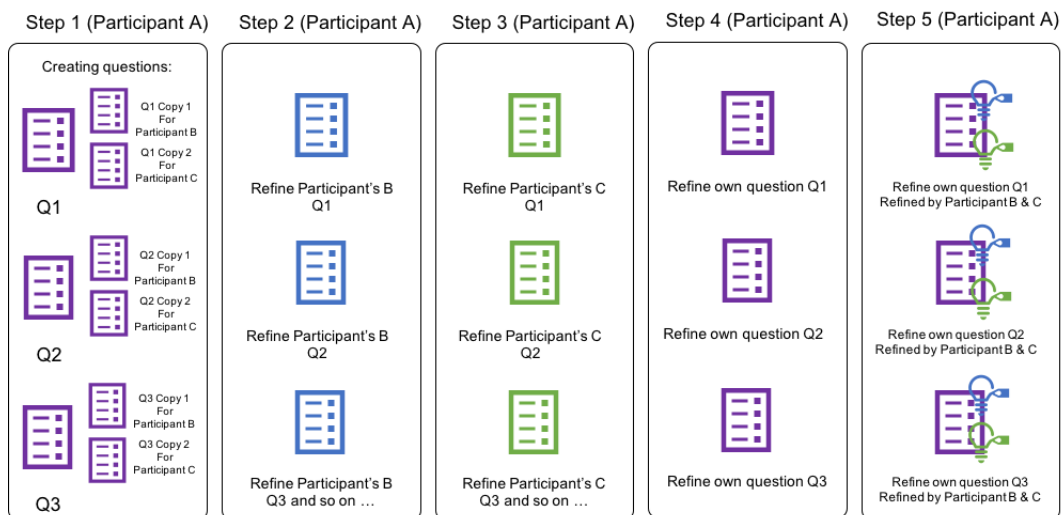 Step 1 (Participant A)
Creating questions:
Q1 Copy 1
For
Participant B
Q1 Copy 2
For
Participant C
Q1
Q2 Copy 1
For
Participant B
Q2 Copy 2
For
Participant C
Q2
Q3 Copy 1
For
Participant B
Q3 Copy 2
For
Participant C
Q3
Step 2 (Participant A)
Refine Participant's B
Q1
Refine Participant's B
Q2
Refine Participant's B
Q3 and so on ...
Step 3 (Participant A)
Refine Participant's C
Q1
Refine Participant's C
Q2
Refine Participant's C
Q3 and so on ...
Step 4 (Participant A)
Refine own question Q1
Refine own question Q2
Refine own question Q3
Step 5 (Participant A)
Refine own question Q1
Refined by Participant B & C
Refine own question Q2
Refined by Participant B & C
Refine own question Q3
Refined by Participant B & C